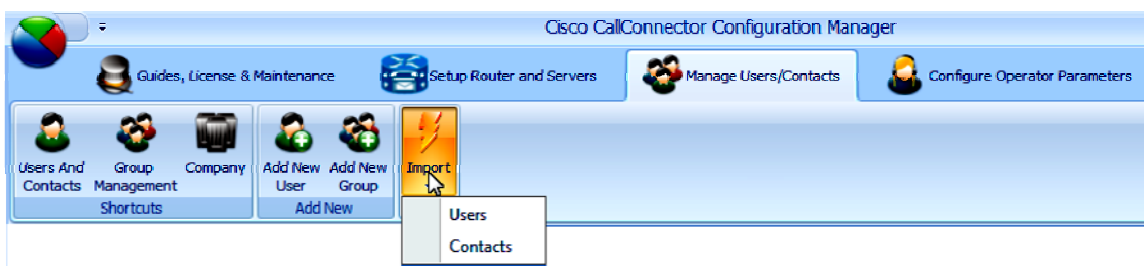 Cisco CallConnector Configuration Manager
Guides, License & Maintenance
Setup Router and Servers
Manage Users/Contacts
Configure Operator Parameters
Users And Contacts
Group Management
Company
Add New User
Add New Group
Import
Shortcuts
Add New
Users
Contacts